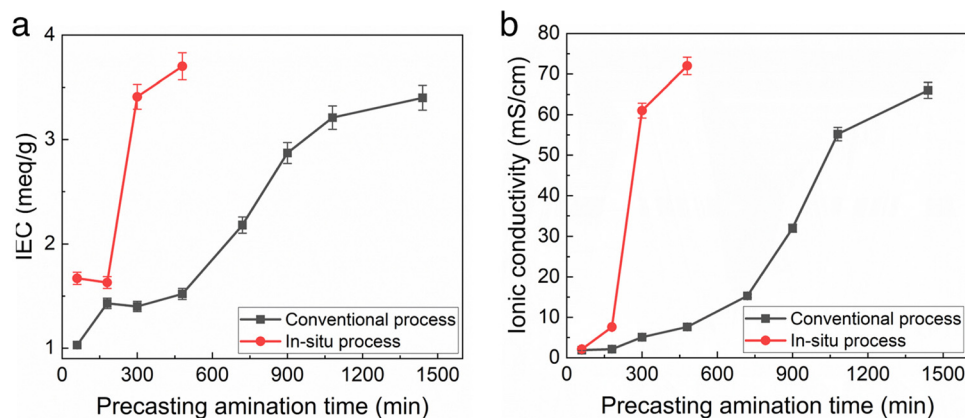 a
IEC (meq/g)
4
3
2
1
0 300 600 900 1200 1500
Precasting amination time (min)
Conventional process
In-situ process
b
Ionic conductivity (mS/cm)
80
70
60
50
40
30
20
10
0
0 300 600 900 1200 1500
Precasting amination time (min)
Conventional process
In-situ process